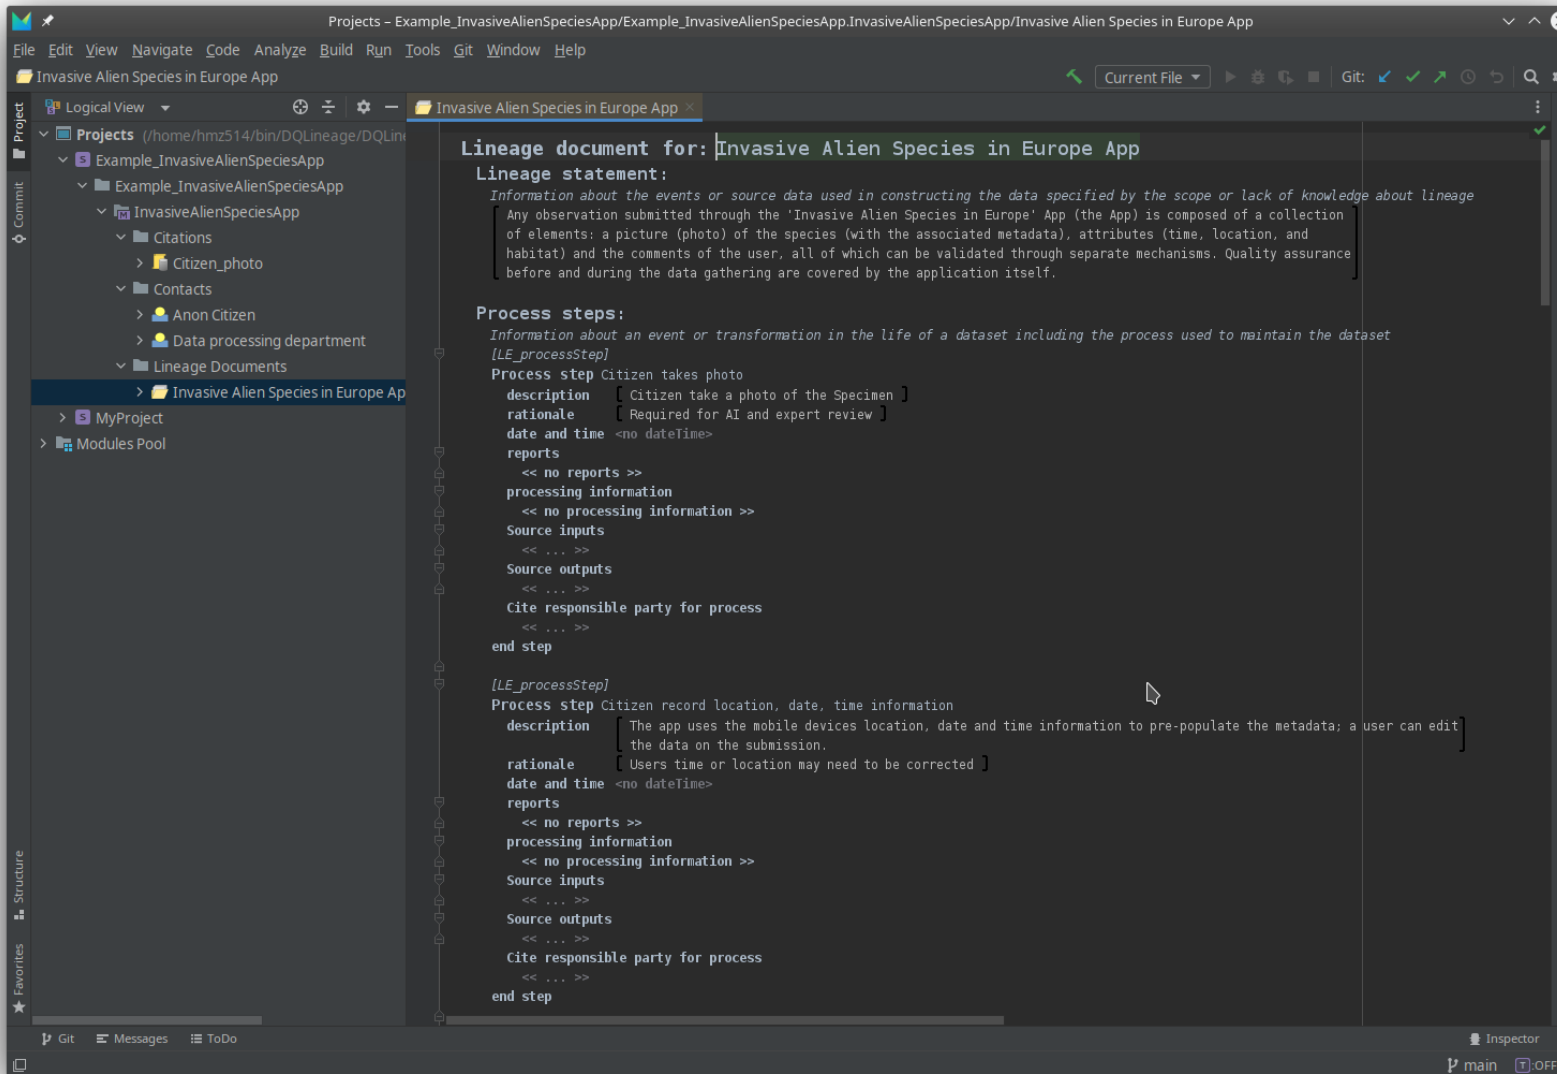 Projects – Example_InvasiveAlienSpeciesApp/Example_InvasiveAlienSpeciesApp.InvasiveAlienSpeciesApp/Invasive Alien Species in Europe App
File Edit View Navigate Code Analyze Build Run Tools Git Window Help
Invasive Alien Species in Europe App
Current File
Git:
Project
Commit
Structure
Favorites
Logical View
Projects (/home/hmz514/bin/DQLineage/DQLine
Example_InvasiveAlienSpeciesApp
Example_InvasiveAlienSpeciesApp
InvasiveAlienSpeciesApp
Citations
Citizen_photo
Contacts
Anon Citizen
Data processing department
Lineage Documents
Invasive Alien Species in Europe Ap
MyProject
Modules Pool
Invasive Alien Species in Europe App
Lineage document for: Invasive Alien Species in Europe App
Lineage statement:
Information about the events or source data used in constructing the data specified by the scope or lack of knowledge about lineage
Any observation submitted through the 'Invasive Alien Species in Europe' App (the App) is composed of a collection
of elements: a picture (photo) of the species (with the associated metadata), attributes (time, location, and
habitat) and the comments of the user, all of which can be validated through separate mechanisms. Quality assurance
before and during the data gathering are covered by the application itself.
Process steps:
Information about an event or transformation in the life of a dataset including the process used to maintain the dataset
[LE_processStep]
Process step Citizen takes photo
description [ Citizen take a photo of the Specimen ]
rationale [ Required for AI and expert review ]
date and time <no dateTime>
reports
<< no reports >>
processing information
<< no processing information >>
Source inputs
<< ... >>
Source outputs
<< ... >>
Cite responsible party for process
<< ... >>
end step
[LE_processStep]
Process step Citizen record location, date, time information
description The app uses the mobile devices location, date and time information to pre-populate the metadata; a user can edit
the data on the submission.
rationale [ Users time or location may need to be corrected ]
date and time <no dateTime>
reports
<< no reports >>
processing information
<< no processing information >>
Source inputs
<< ... >>
Source outputs
<< ... >>
Cite responsible party for process
<< ... >>
end step
Git Messages ToDo
Inspector
main
T :OFF